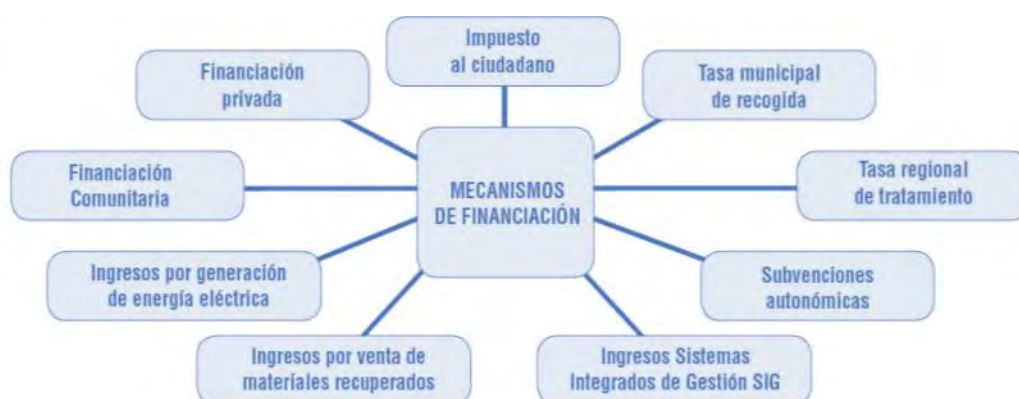 Impuesto
al ciudadano
Financiación
privada
Tasa municipal
de recogida
Financiación
Comunitaria
MECANISMOS
DE FINANCIACIÓN
Tasa regional
de tratamiento
Ingresos por generación
de energía eléctrica
Subvenciones
autonómicas
Ingresos por venta de
materíales recuperados
Ingresos Sistemas
Integrados de Gestión SIG